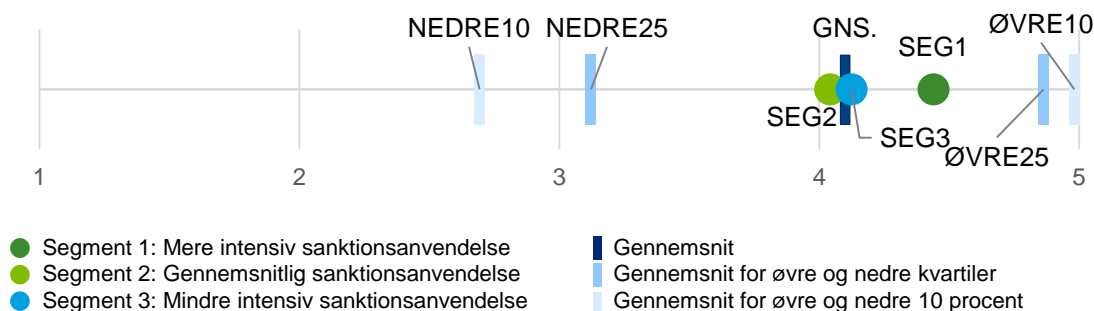 NEDRE10 NEDRE25 GNS. ØVRE10
SEG1
SEG2
SEG3
ØVRE25
1 2 3 4 5
Segment 1: Mere intensiv sanktionsanvendelse
Segment 2: Gennemsnitlig sanktionsanvendelse
Segment 3: Mindre intensiv sanktionsanvendelse
Gennemsnit
Gennemsnit for øvre og nedre kvartiler
Gennemsnit for øvre og nedre 10 procent